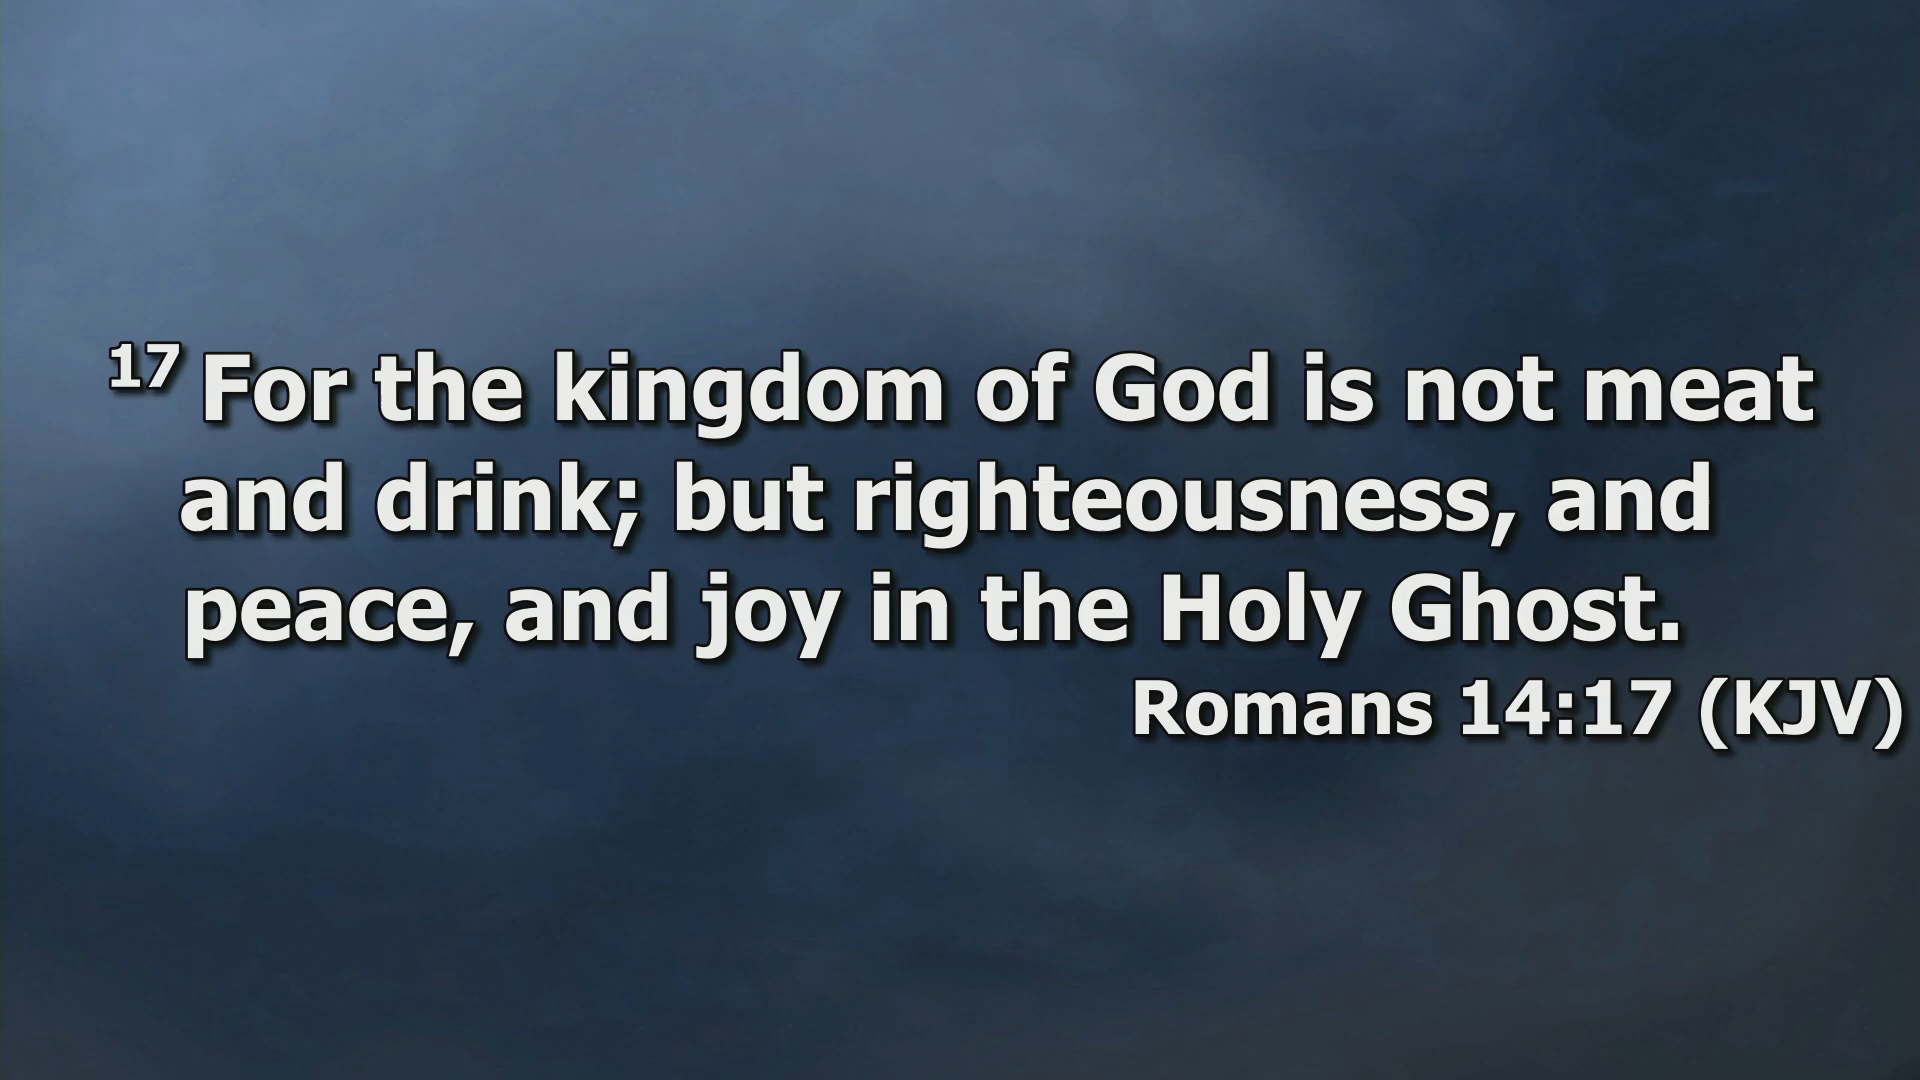 17 For the kingdom of God is not meat
and drink; but righteousness, and
peace, and joy in the Holy Ghost.
Romans 14:17 (KJV)